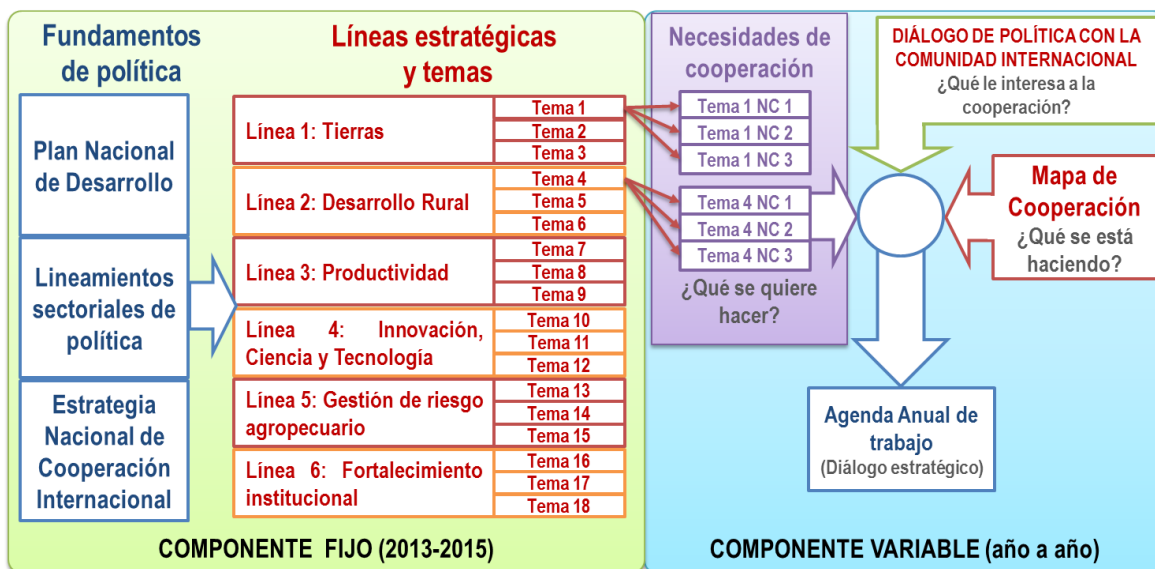 Fundamentos
de política
Plan Nacional
de Desarrollo
Lineamientos
sectoriales de
política
Estrategia
Nacional de
Cooperación
Internacional
Líneas estratégicas
y temas
Línea 1: Tierras
Tema 1
Tema 2
Tema 3
Línea 2: Desarrollo Rural
Tema 4
Tema 5
Tema 6
Línea 3: Productividad
Tema 7
Tema 8
Tema 9
Línea 4: Innovación,
Ciencia y Tecnología
Tema 10
Tema 11
Tema 12
Línea 5: Gestión de riesgo
agropecuario
Tema 13
Tema 14
Tema 15
Línea 6: Fortalecimiento
institucional
Tema 16
Tema 17
Tema 18
COMPONENTE FIJO (2013-2015)
Necesidades de
cooperación
Tema 1 NC 1
Tema 1 NC 2
Tema 1 NC 3
Tema 4 NC 1
Tema 4 NC 2
Tema 4 NC 3
¿Qué se quiere
hacer?
DIÁLOGO DE POLÍTICA CON LA
COMUNIDAD INTERNACIONAL
¿Qué le interesa a la
cooperación?
Mapa de
Cooperación
¿Qué se está
haciendo?
Agenda Anual de
trabajo
(Diálogo estratégico)
COMPONENTE VARIABLE (año a año)